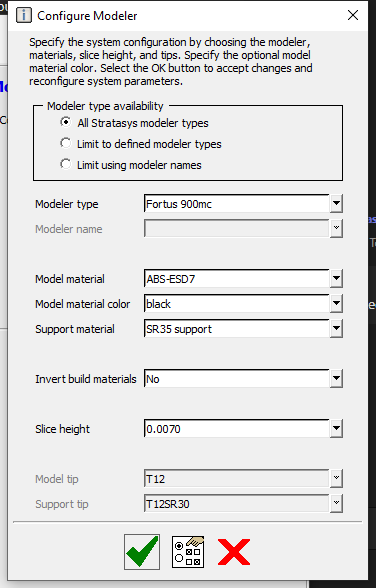 Configure Modeler
Specify the system configuration by choosing the modeler,
materials, slice height, and tips. Specify the optional model
material color. Select the OK button to accept changes and
reconfigure system parameters.
Modeler type availability
All Stratasys modeler types
Limit to defined modeler types
Limit using modeler names
Modeler type Fortus 900mc
Modeler name
Model material ABS-ESD7
Model material color black
Support material SR35 support
Invert build materials No
Slice height 0.0070
Model tip T12
Support tip T12SR30